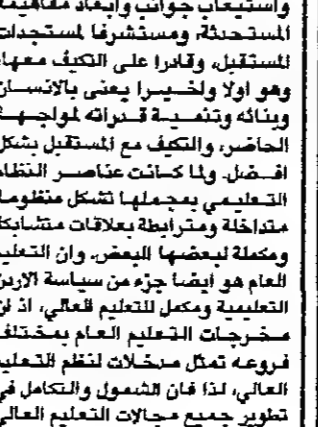 واستيعاب جوانب وابعاد مفاهيمه
المستحدثة، ومستشرفا لمستجدات
المستقبل، وقادرا على التكيف معها،
وهو اولا واخيرا يعنى بالانسان
وبنائه وتنمية قدراته لمواجهة
الحاضر، والتكيف مع المستقبل بشكل
افضل. ولما كانت عناصر النظام
التعليمي بمجملها تشكل منظومة
متداخلة ومترابطة بعلاقات متشابكة
ومكملة لبعضها البعض، وان التعليم
العام هو ايضا جزء من سياسة الاردن
التعليمية ومكمل للتعليم العالي، اذ ان
مخرجات التعليم العام بمختلف
فروعه تمثل مدخلات لنظم التعليم
العالي، لذا فان الشمول والتكامل في
تطوير جميع مجالات التعليم العالي